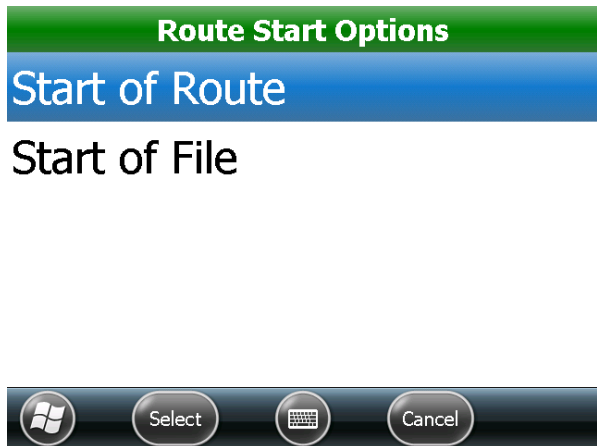 Route Start Options
Start of Route
Start of File
Select Cancel